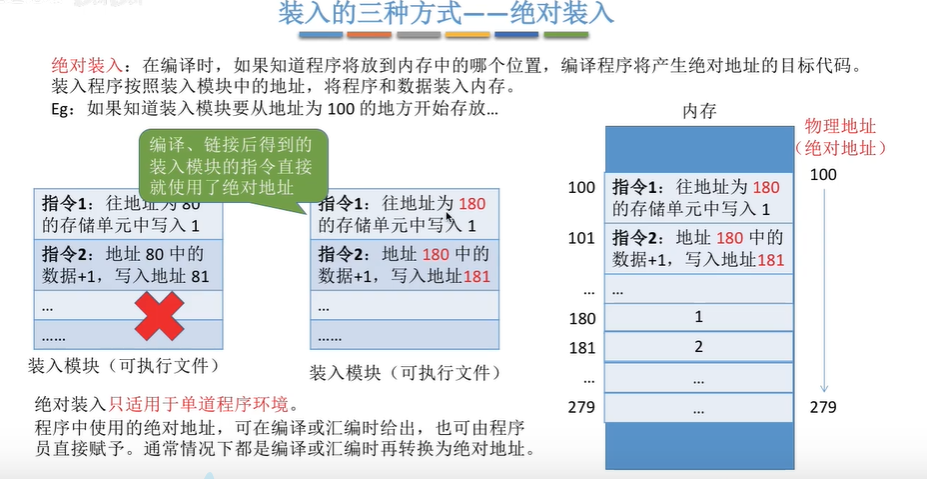 装入的三种方式——绝对装入
绝对装入：在编译时，如果知道程序将放到内存中的哪个位置，编译程序将产生绝对地址的目标代码。
装入程序按照装入模块中的地址，将程序和数据装入内存。
Eg：如果知道装入模块要从地址为 100 的地方开始存放…
编译、链接后得到的
装入模块的指令直接
就使用了绝对地址
指令1：往地址为 80
的存储单元中写入 1
指令2：地址 80 中的
数据+1，写入地址 81
...
......
装入模块（可执行文件）
指令1：往地址为 180
的存储单元中写入 1
指令2：地址 180 中的
数据+1，写入地址181
...
......
装入模块（可执行文件）
内存
物理地址
（绝对地址）
100
指令1：往地址为 180
的存储单元中写入 1
100
101
指令2：地址 180 中的
数据+1，写入地址181
...
...
180
1
181
2
...
...
279
...
279
绝对装入只适用于单道程序环境。
程序中使用的绝对地址，可在编译或汇编时给出，也可由程序
员直接赋予。通常情况下都是编译或汇编时再转换为绝对地址。